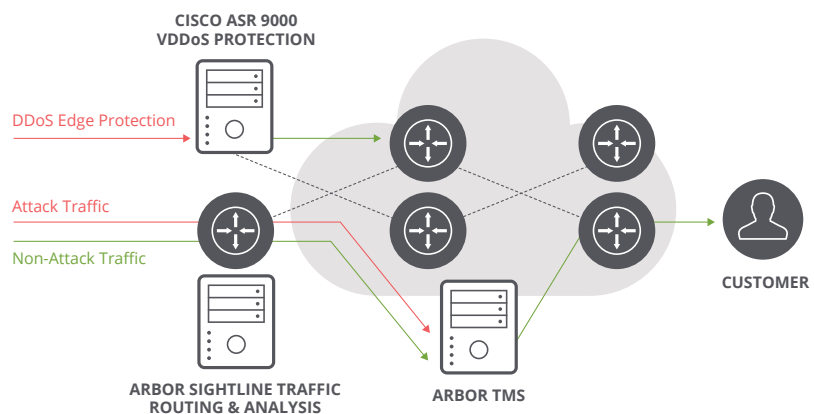 CISCO ASR 9000
VDDoS PROTECTION
DDoS Edge Protection
Attack Traffic
Non-Attack Traffic
CUSTOMER
ARBOR SIGHTLINE TRAFFIC
ROUTING & ANALYSIS
ARBOR TMS